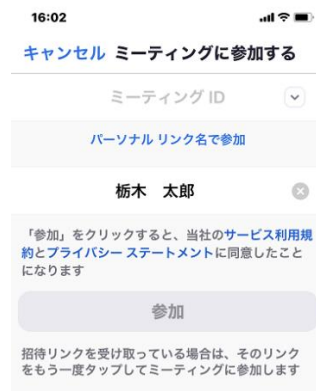 16:02
キャンセル ミーティングに参加する
ミーティング ID
パーソナル リンク名で参加
栃木　太郎
「参加」をクリックすると、当社のサービス利用規
約とプライバシー ステートメントに同意したこと
になります
参加
招待リンクを受け取っている場合は、そのリンク
をもう一度タップしてミーティングに参加します